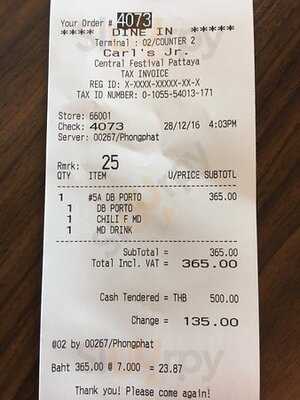 Your Order # 4073
**** DINE IN ****
Terminal : 02/COUNTER 2
Carl's Jr.
Central Festival Pattaya
TAX INVOICE
REG ID: X-XXXX-XXXXX-XX-X
TAX ID NUMBER: 0-1055-54013-171
Store: 66001
Check: 4073 28/12/16 4:03PM
Server: 00267/Phongphat
Rmrk: 25
QTY ITEM U/PRICE SUBTOTL
1 #5A DB PORTO 365.00
1 DB PORTO
1 CHILI F MD
1 MD DRINK
SubTotal = 365.00
Total Incl. VAT = 365.00
Cash Tendered = THB 500.00
Change = 135.00
@02 by 00267/Phongphat
Baht 365.00 @ 7.000 = 23.87
Thank you! Please come again!